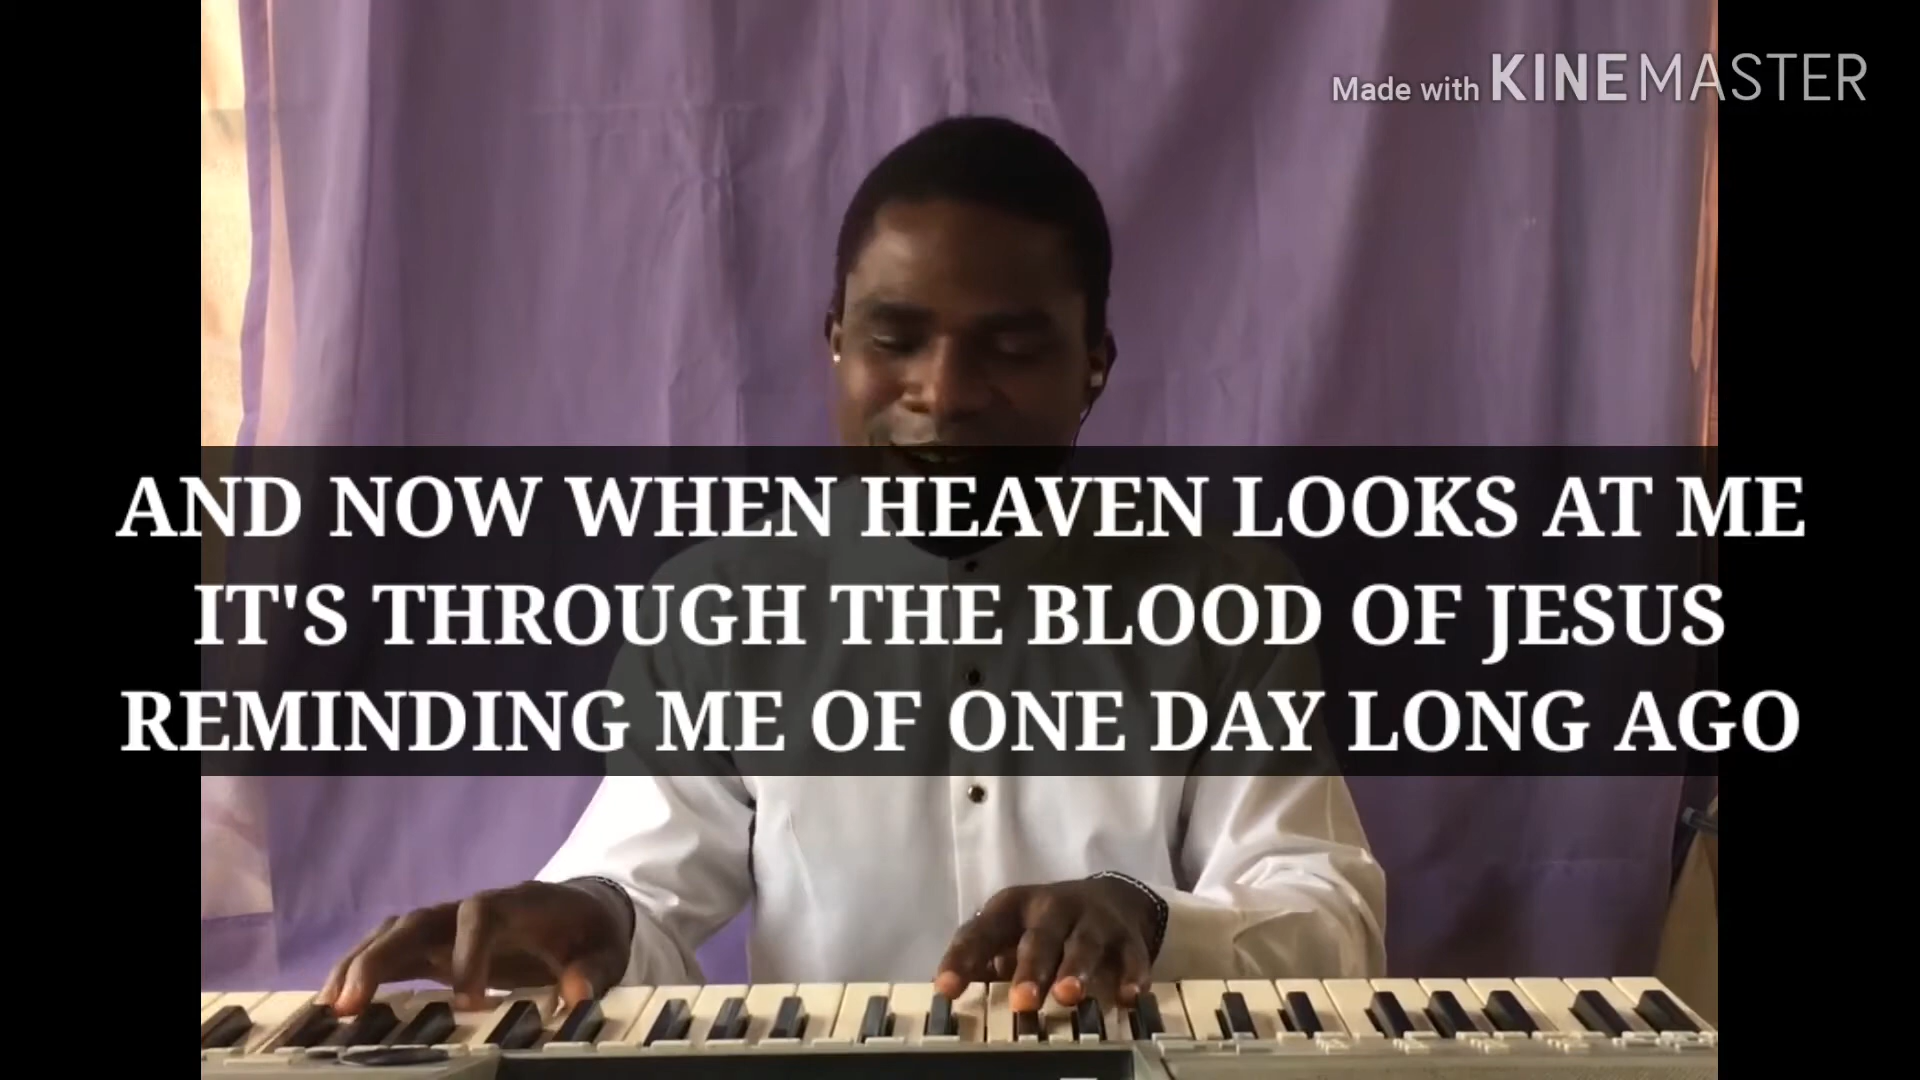 Made with KINEMASTER
AND NOW WHEN HEAVEN LOOKS AT ME
IT'S THROUGH THE BLOOD OF JESUS
REMINDING ME OF ONE DAY LONG AGO